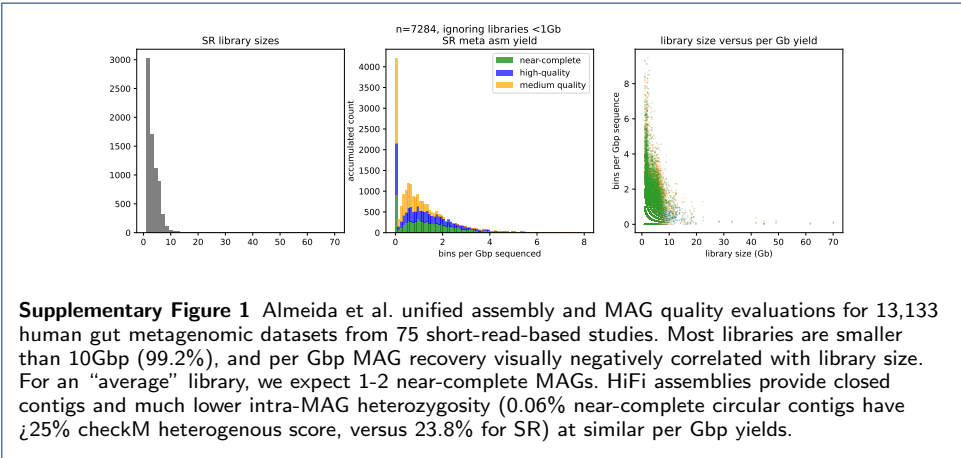 n=7284, ignoring libraries <1Gb
SR library sizes
SR meta asm yield
library size versus per Gb yield
3000
2500
2000
1500
1000
500
0
0 10 20 30 40 50 60 70
accumulated count
4000
3500
3000
2500
2000
1500
1000
500
0
near-complete
high-quality
medium quality
0 2 4 6 8
bins per Gbp sequenced
bins per Gbp sequence
8
6
4
2
0
0 10 20 30 40 50 60 70
library size (Gb)
Supplementary Figure 1 Almeida et al. unified assembly and MAG quality evaluations for 13,133
human gut metagenomic datasets from 75 short-read-based studies. Most libraries are smaller
than 10Gbp (99.2%), and per Gbp MAG recovery visually negatively correlated with library size.
For an “average” library, we expect 1-2 near-complete MAGs. HiFi assemblies provide closed
contigs and much lower intra-MAG heterozygosity (0.06% near-complete circular contigs have
¿25% checkM heterogenous score, versus 23.8% for SR) at similar per Gbp yields.